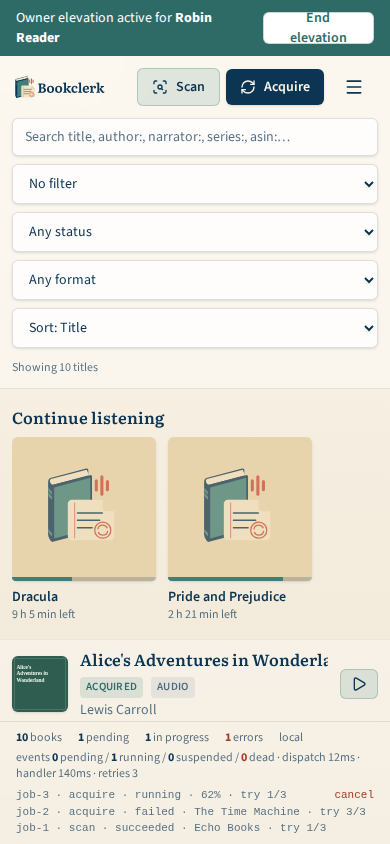 Owner elevation active for Robin
Reader
End
elevation
Bookclerk
Scan
Acquire
Search title, author:, narrator:, series:, asin:…
No filter
Any status
Any format
Sort: Title
Showing 10 titles
Continue listening
Dracula
9 h 5 min left
Pride and Prejudice
2 h 21 min left
Alice's
Adventures in
Wonderland
Alice's Adventures in Wonderla
ACQUIRED AUDIO
Lewis Carroll
10 books 1 pending 1 in progress 1 errors local
events 0 pending / 1 running / 0 suspended / 0 dead · dispatch 12ms ·
handler 140ms · retries 3
job-3 · acquire · running · 62% · try 1/3 cancel
job-2 · acquire · failed · The Time Machine · try 3/3
job-1 · scan · succeeded · Echo Books · try 1/3